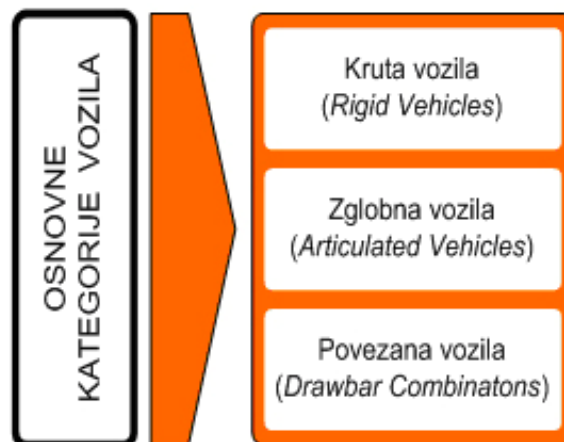 OSNOVNE
KATEGORIJE VOZILA
Kruta vozila
(Rigid Vehicles)
Zglobna vozila
(Articulated Vehicles)
Povezana vozila
(Drawbar Combinatons)